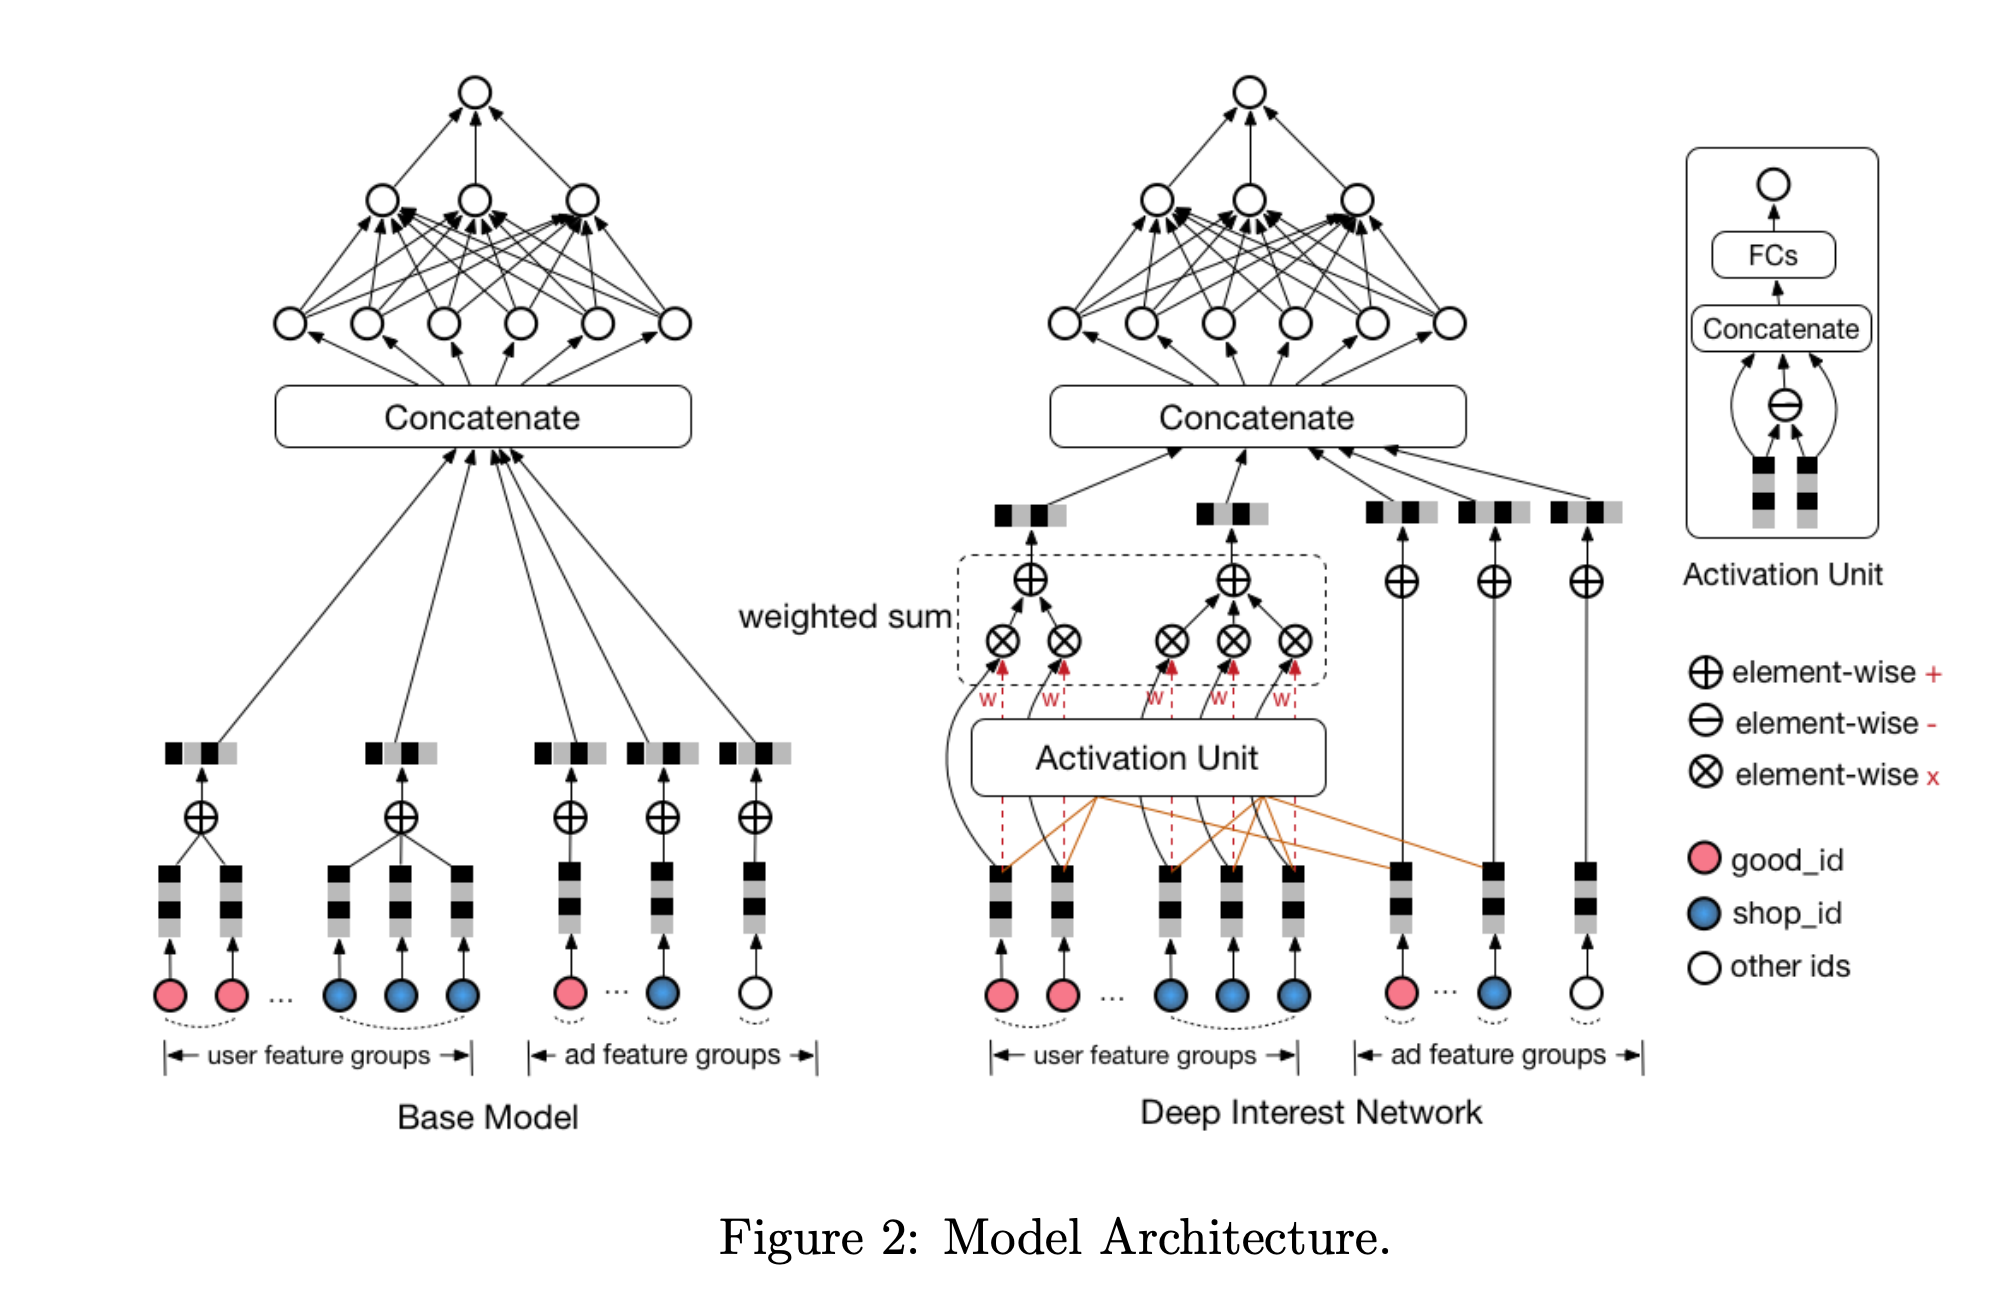 Concatenate
...
...
user feature groups
ad feature groups
Base Model
Concatenate
weighted sum
w
w
w
w
w
Activation Unit
...
...
user feature groups
ad feature groups
Deep Interest Network
FCs
Concatenate
Activation Unit
element-wise +
element-wise -
element-wise x
good_id
shop_id
other ids
Figure 2: Model Architecture.